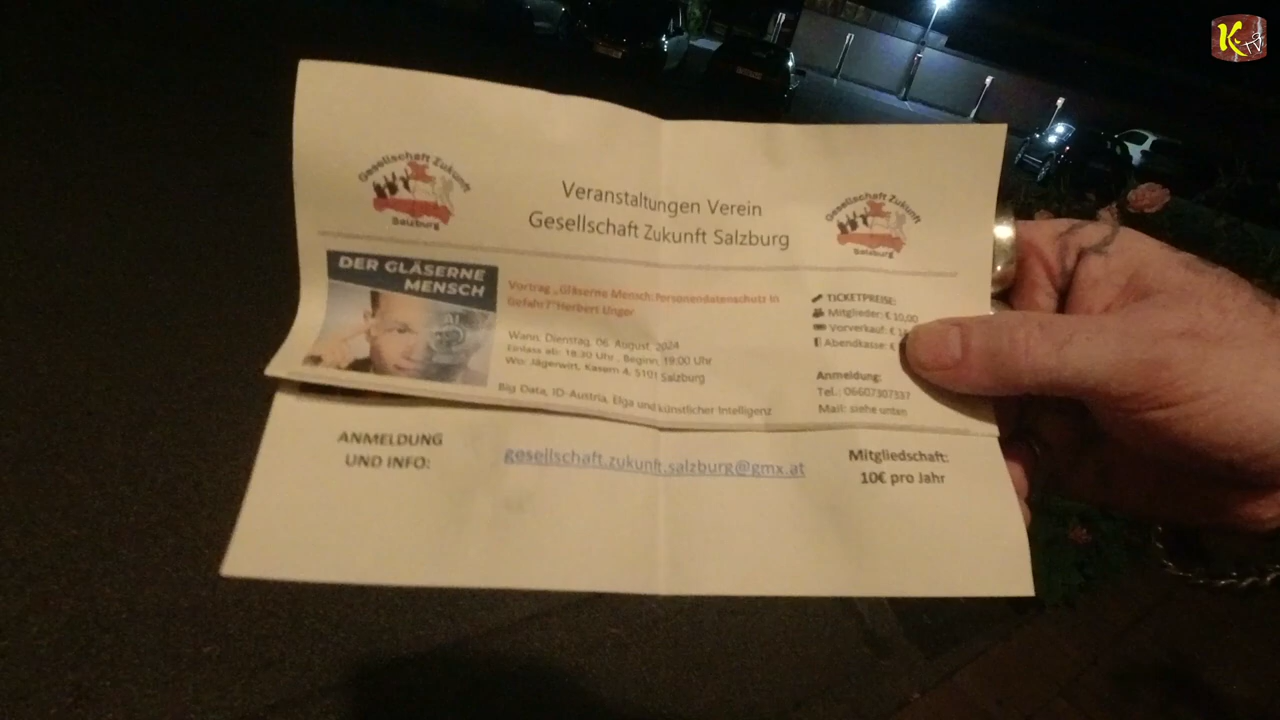 Gesellschaft Zukunft
Salzburg
Veranstaltungen Verein
Gesellschaft Zukunft Salzburg
Gesellschaft Zukunft
Salzburg
DER GLÄSERNE
MENSCH
AI
Vortrag „Gläserne Mensch: Personendatenschutz in
Gefahr?" Herbert Unger
Wann: Dienstag, 06. August, 2024
Einlass ab: 18:30 Uhr, Beginn: 19:00 Uhr
Wo: Jägerwirt, Kasern 4, 5101 Salzburg
Big Data, ID-Austria, Elga und künstlicher Intelligenz
TICKETPREISE:
Mitglieder: € 10,00
Vorverkauf: €
Abendkasse: €
Anmeldung:
Tel.: 06607307337
Mail: siehe unten
ANMELDUNG
UND INFO:
gesellschaft.zukunft.salzburg@gmx.at
Mitgliedschaft:
10€ pro Jahr
K TV